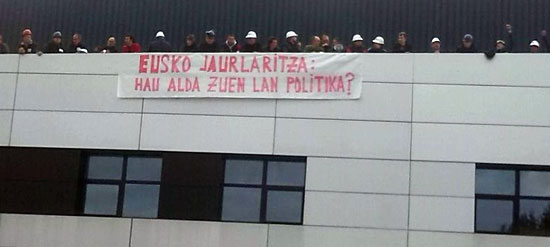 EUSKO JAURLARITZA:
HAU ALDA ZUEN LAN POLITIKA?